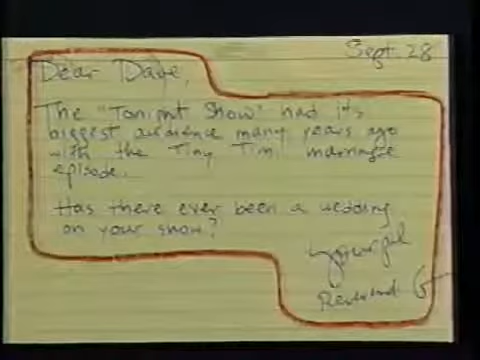 Sept. 28
Dear Dave,
The "Tonight Show" had its
biggest audience many years ago
with the Tiny Tim marriage
episode.
Has there ever been a wedding
on your show?
Reverend G